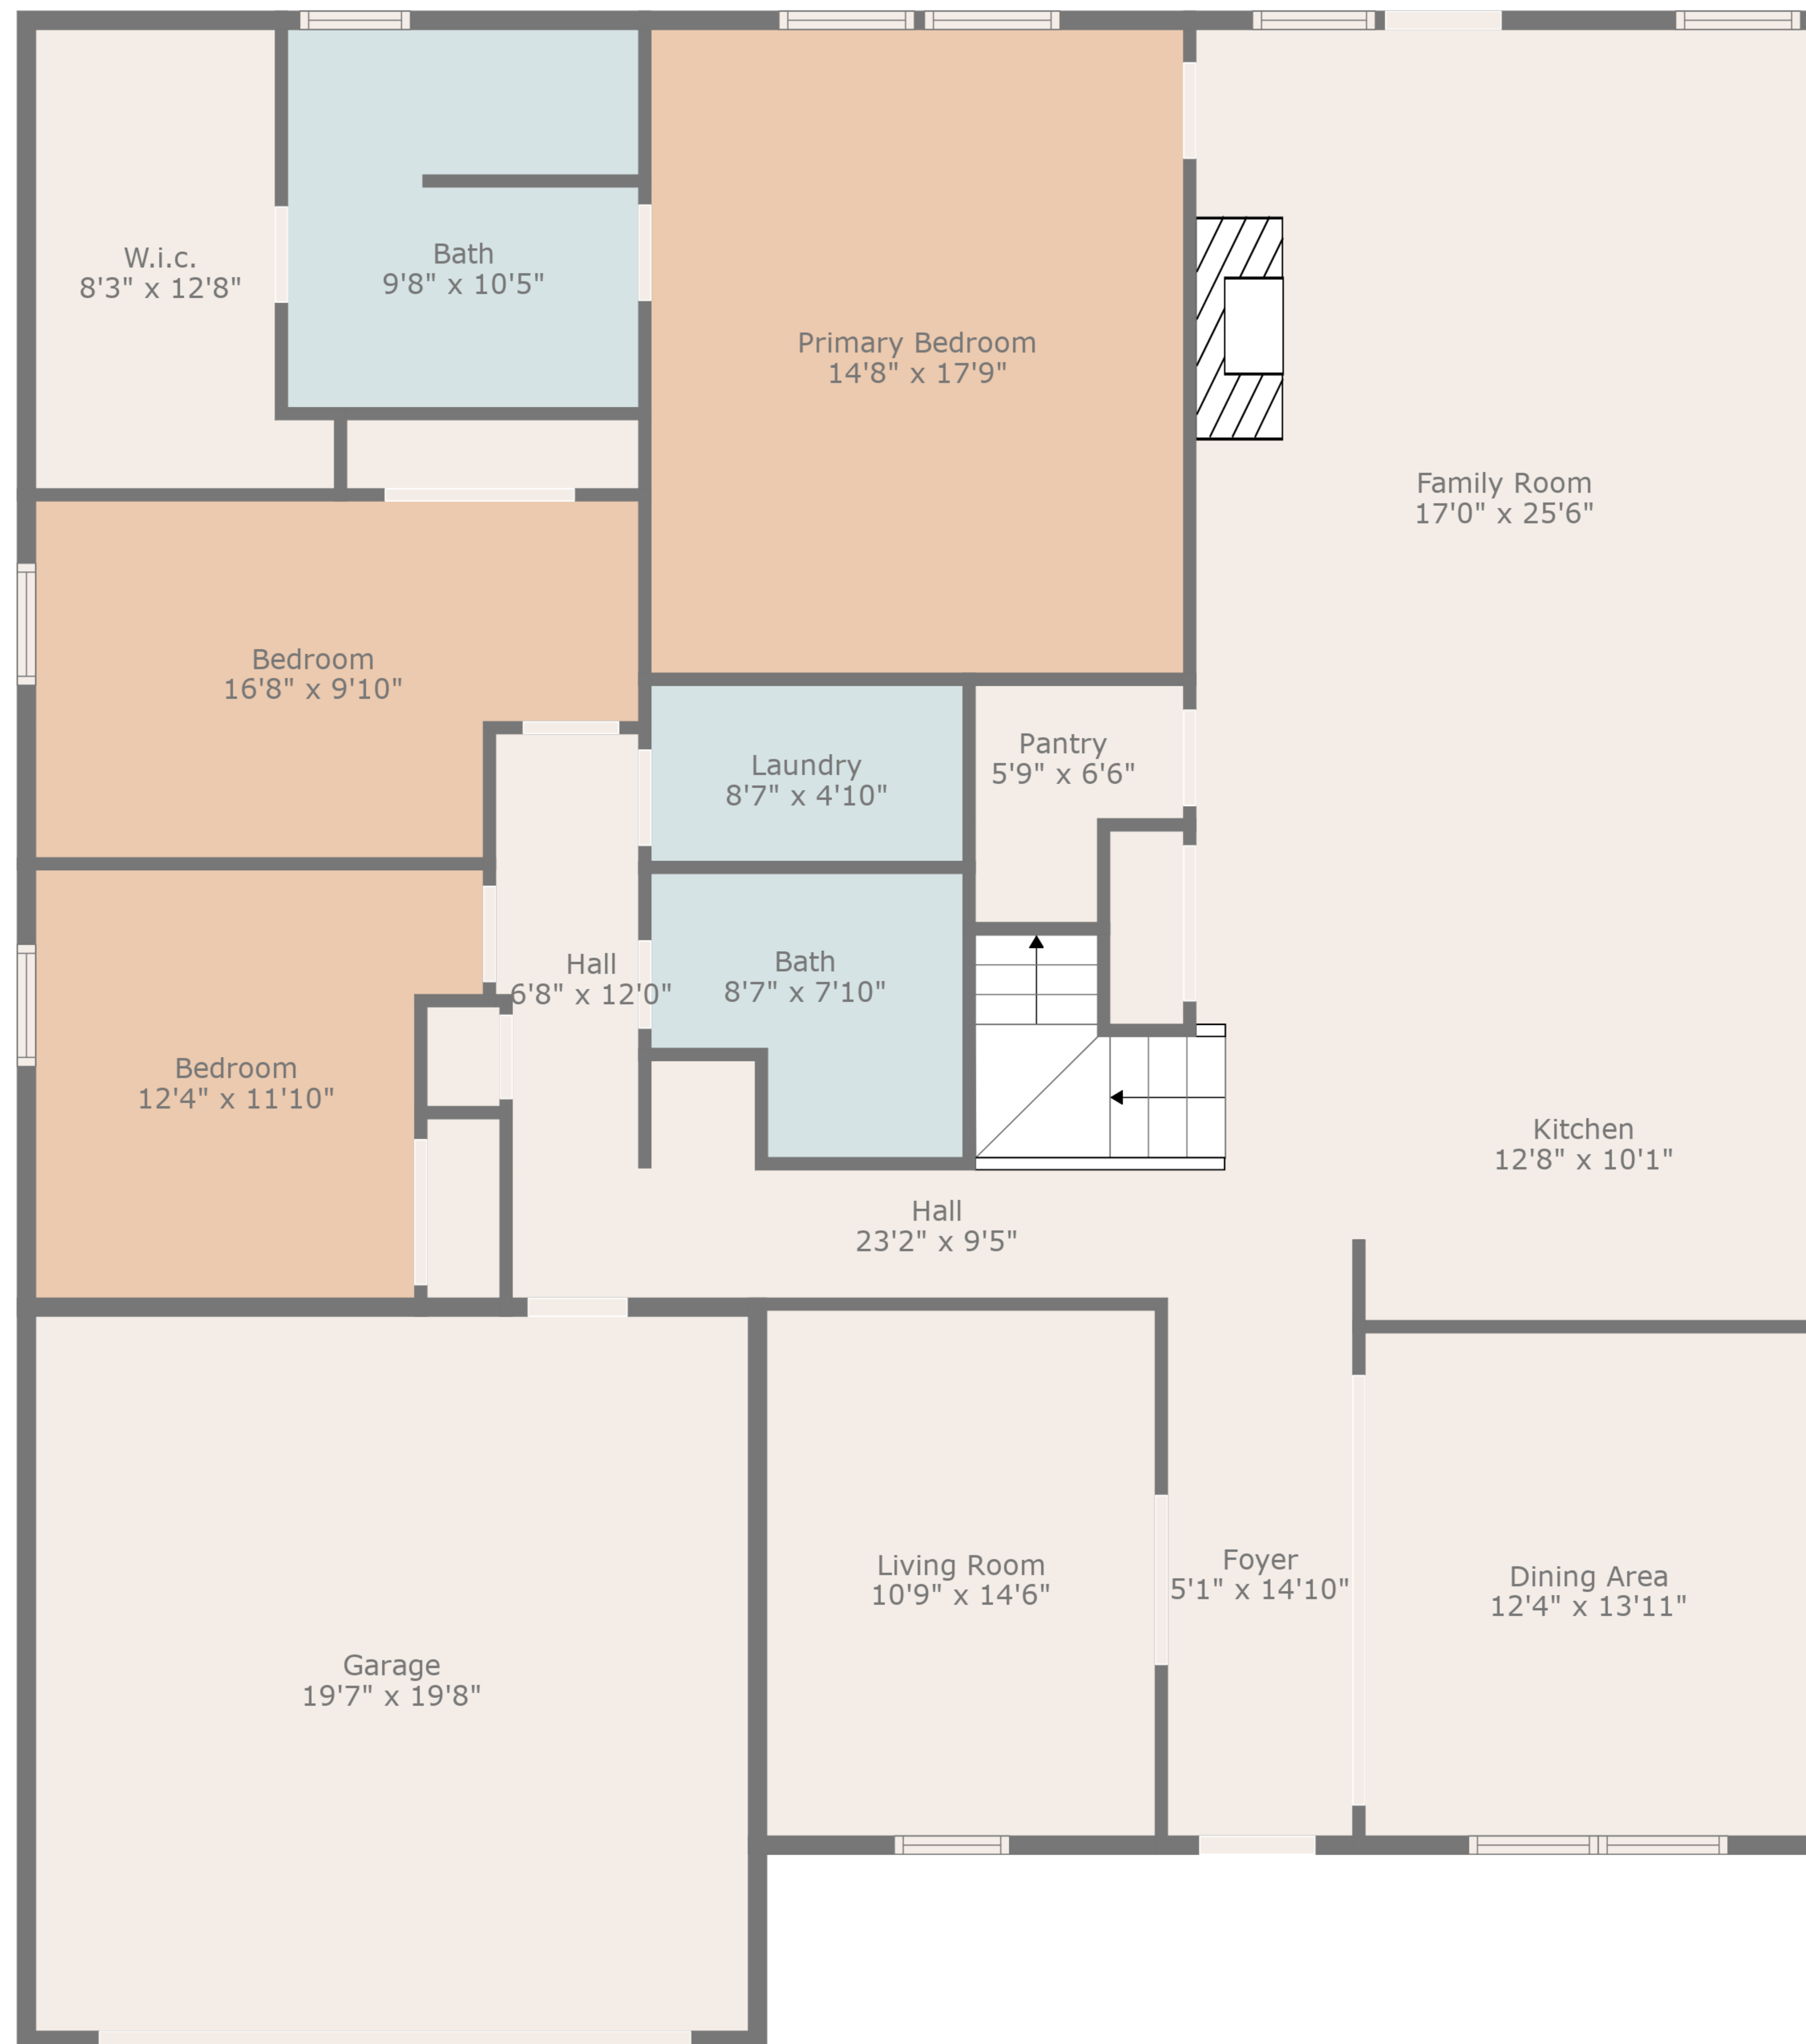 W.i.c.
8'3" x 12'8"
Bath
9'8" x 10'5"
Primary Bedroom
14'8" x 17'9"
Family Room
17'0" x 25'6"
Bedroom
16'8" x 9'10"
Laundry
8'7" x 4'10"
Pantry
5'9" x 6'6"
Hall
6'8" x 12'0"
Bath
8'7" x 7'10"
Bedroom
12'4" x 11'10"
Kitchen
12'8" x 10'1"
Hall
23'2" x 9'5"
Living Room
10'9" x 14'6"
Foyer
5'1" x 14'10"
Dining Area
12'4" x 13'11"
Garage
19'7" x 19'8"